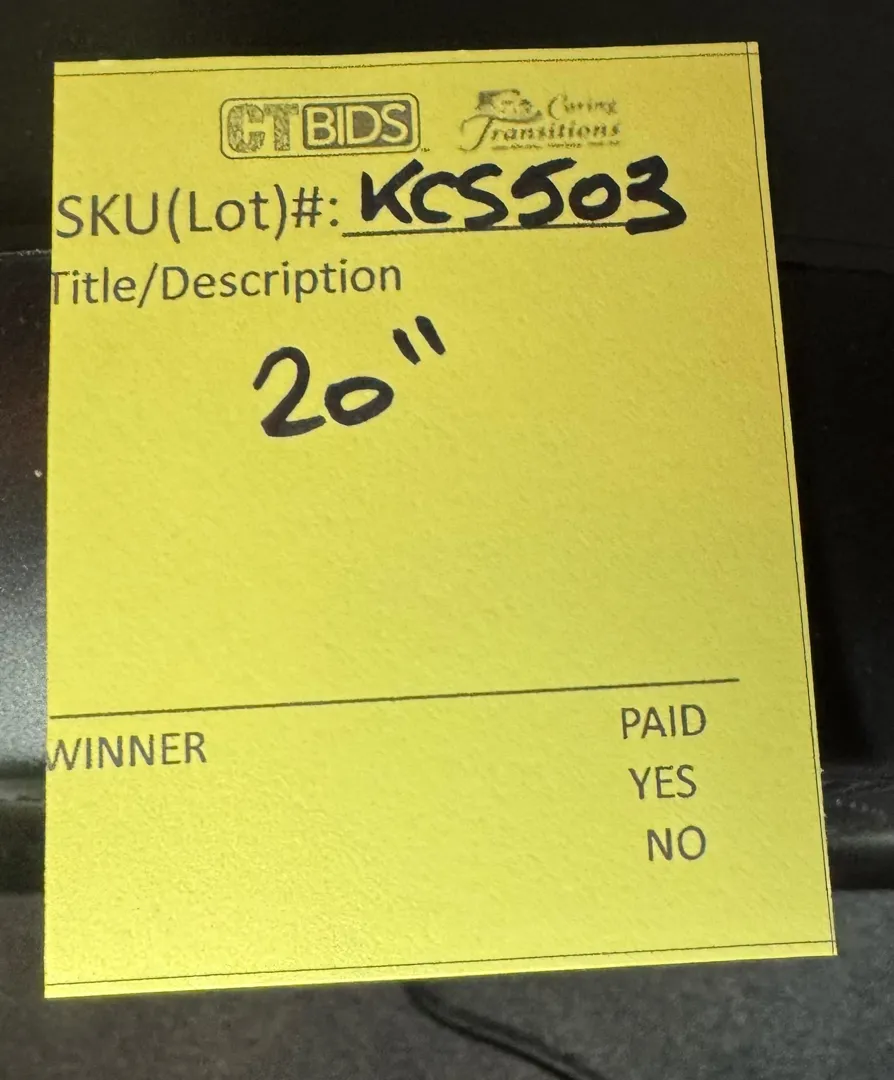 CTBIDS
Caring
Transitions
SKU(Lot)#: KCS503
Title/Description
20"
WINNER
PAID
YES
NO